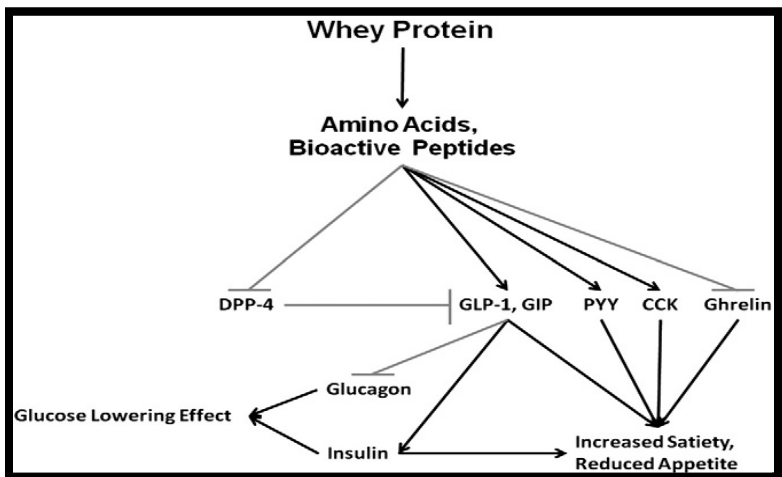 Whey Protein
Amino Acids,
Bioactive Peptides
DPP-4
GLP-1, GIP
PYY
CCK
Ghrelin
Glucagon
Glucose Lowering Effect
Insulin
Increased Satiety,
Reduced Appetite